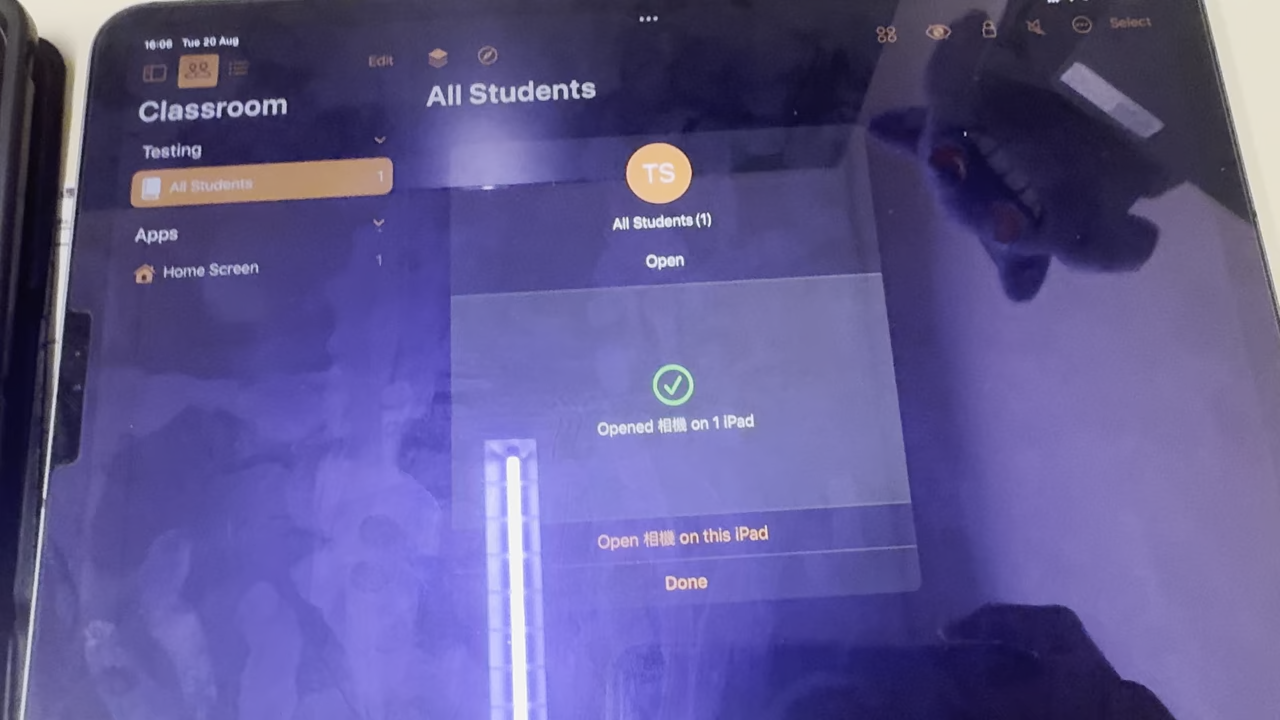 16:06 Tue 20 Aug
Edit
Select
Classroom
All Students
Testing
All Students 1
Apps
Home Screen 1
TS
All Students (1)
Open
Opened 相機 on 1 iPad
Open 相機 on this iPad
Done